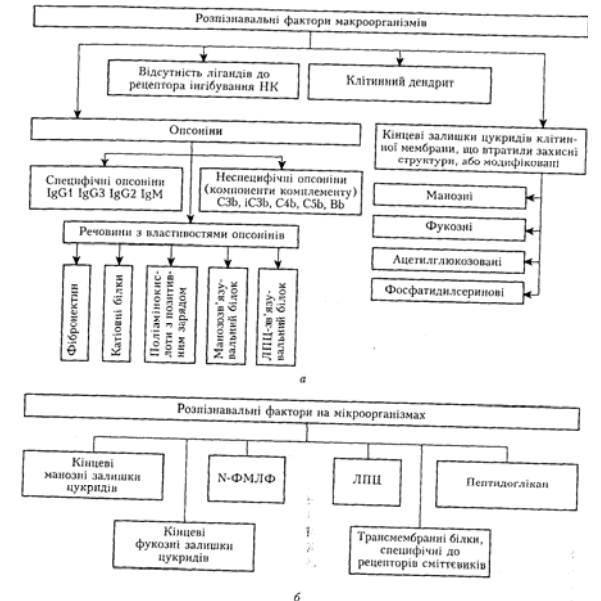 Розпізнавальні фактори макроорганізмів
Відсутність лігандів до
рецептора інгібування НК
Клітинний дендрит
Опсоніни
Кінцеві залишки цукридів клітин-
ної мембрани, що втратили захисні
структури, або модифіковані
Специфічні опсоніни
IgG1 IgG3 IgG2 IgM
Неспецифічні опсоніни
(компоненти комплементу)
C3b, iC3b, C4b, C5b, Bb
Манозні
Фукозні
Ацетилглюкозовані
Фосфатидилсеринові
Речовини з властивостями опсонінів
Фібронектин
Катіонні білки
Поліамінокис-
лоти з позитив-
ним зарядом
Манозозв'язу-
вальний білок
ЛПЦ-зв'язу-
вальний білок
а
Розпізнавальні фактори на мікроорганізмах
Кінцеві
манозні залишки
цукридів
N-ФМЛФ
ЛПЦ
Пептидоглікан
Кінцеві
фукозні залишки
цукридів
Трансмембранні білки,
специфічні до
рецепторів сміттєвиків
б